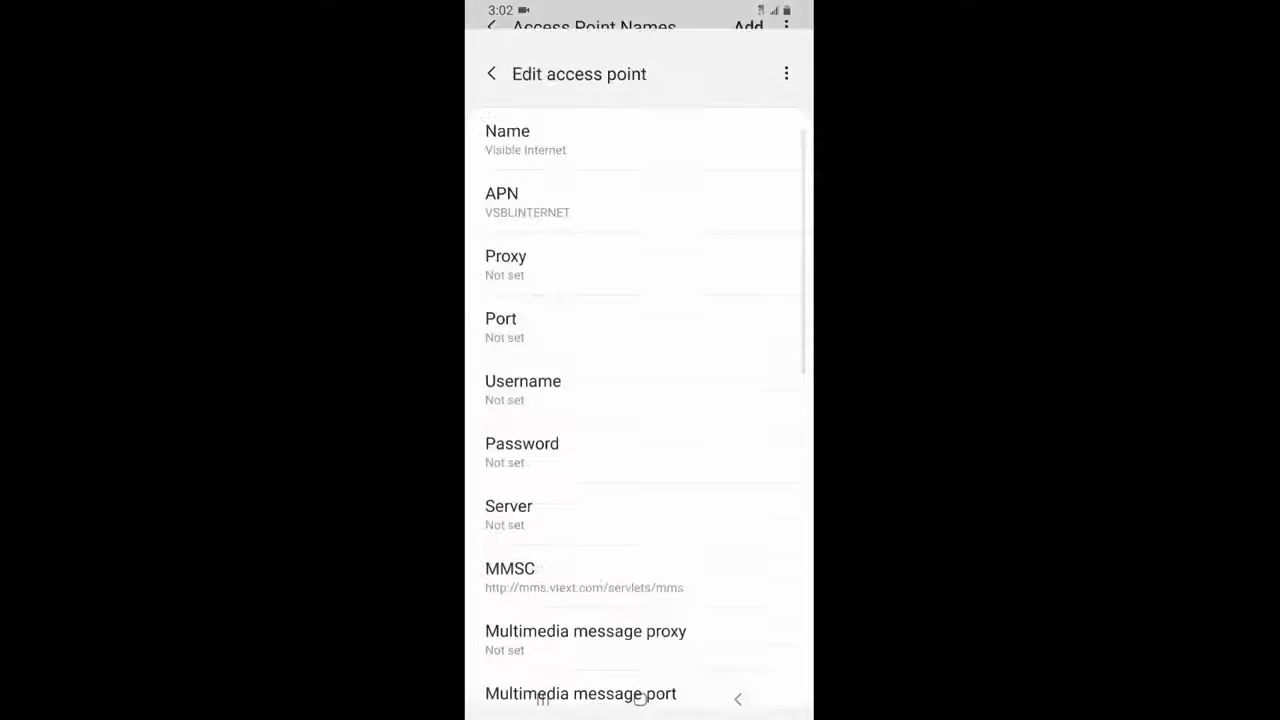 3:02
Access Point Names Add
Edit access point
Name
Visible Internet
APN
VSBLINTERNET
Proxy
Not set
Port
Not set
Username
Not set
Password
Not set
Server
Not set
MMSC
http://mms.vtext.com/servlets/mms
Multimedia message proxy
Not set
Multimedia message port